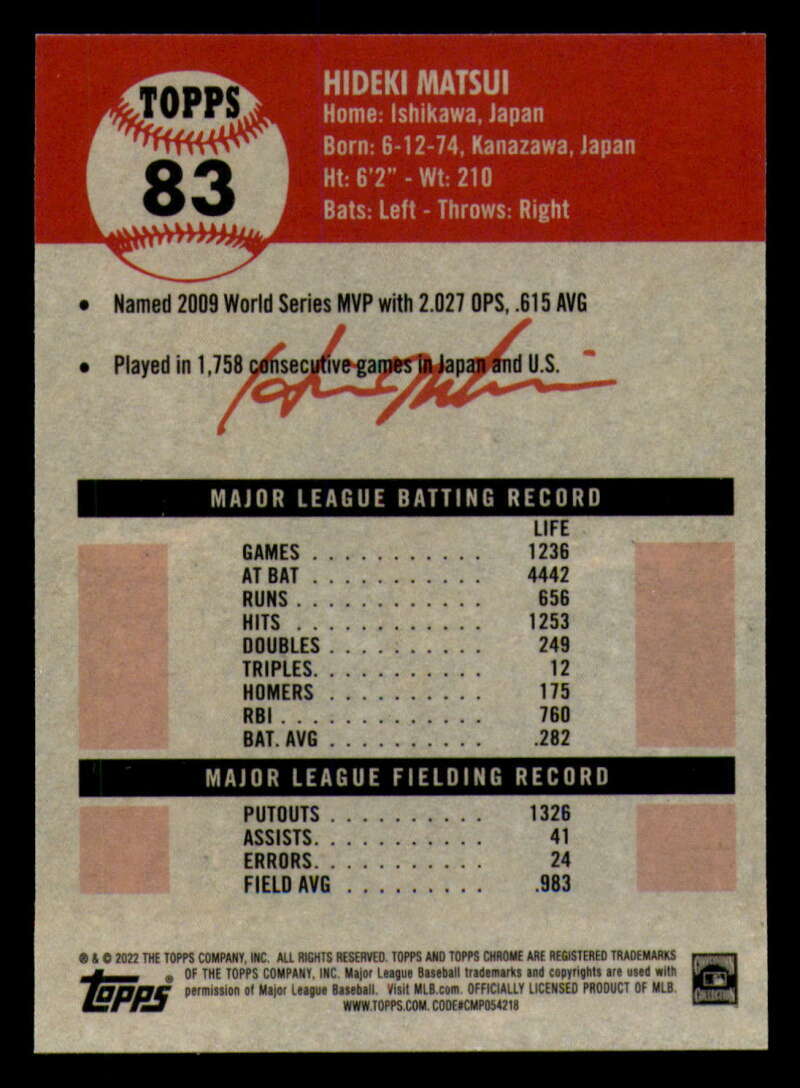 TOPPS
83
HIDEKI MATSUI
Home: Ishikawa, Japan
Born: 6-12-74, Kanazawa, Japan
Ht: 6'2" - Wt: 210
Bats: Left - Throws: Right
• Named 2009 World Series MVP with 2.027 OPS, .615 AVG
• Played in 1,758 consecutive games in Japan and U.S.
MAJOR LEAGUE BATTING RECORD
LIFE
GAMES . . . . . . . . . . . 1236
AT BAT . . . . . . . . . . . 4442
RUNS . . . . . . . . . . . . 656
HITS . . . . . . . . . . . . 1253
DOUBLES . . . . . . . . . . 249
TRIPLES. . . . . . . . . . . 12
HOMERS . . . . . . . . . . 175
RBI . . . . . . . . . . . . . 760
BAT. AVG . . . . . . . . . . .282
MAJOR LEAGUE FIELDING RECORD
PUTOUTS . . . . . . . . . . 1326
ASSISTS. . . . . . . . . . . 41
ERRORS. . . . . . . . . . . 24
FIELD AVG . . . . . . . . . .983
® & © 2022 THE TOPPS COMPANY, INC. ALL RIGHTS RESERVED. TOPPS AND TOPPS CHROME ARE REGISTERED TRADEMARKS
OF THE TOPPS COMPANY, INC. Major League Baseball trademarks and copyrights are used with
permission of Major League Baseball. Visit MLB.com. OFFICIALLY LICENSED PRODUCT OF MLB.
WWW.TOPPS.COM. CODE#CMP054218
Topps®
COOPERSTOWN
COLLECTION